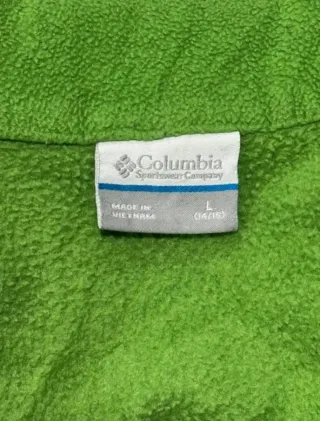 Columbia
Sportswear Company
MADE IN
VIETNAM
L
(14/16)